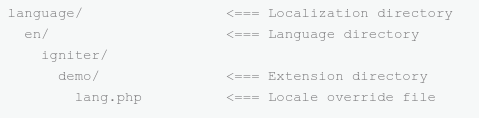 language/                 <=== Localization directory
  en/                     <=== Language directory
    igniter/
      demo/               <=== Extension directory
        lang.php          <=== Locale override file